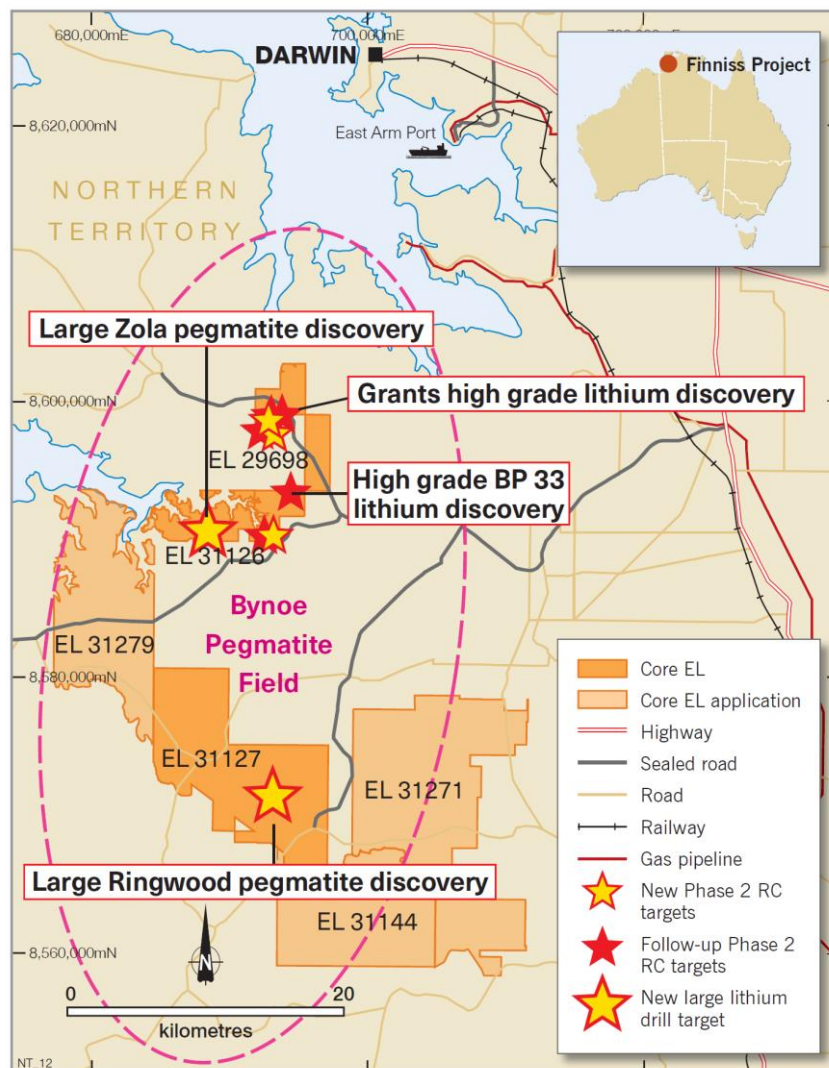 680,000mE
700,000mE
DARWIN
Finniss Project
8,620,000mN
East Arm Port
NORTHERN
TERRITORY
Large Zola pegmatite discovery
Grants high grade lithium discovery
8,600,000mN
EL 29698
High grade BP 33
lithium discovery
EL 31126
Bynoe
Pegmatite
Field
EL 31279
8,580,000mN
EL 31127
EL 31271
Large Ringwood pegmatite discovery
EL 31144
8,560,000mN
N
0
20
kilometres
NT_12
Core EL
Core EL application
Highway
Sealed road
Road
Railway
Gas pipeline
New Phase 2 RC
targets
Follow-up Phase 2
RC targets
New large lithium
drill target